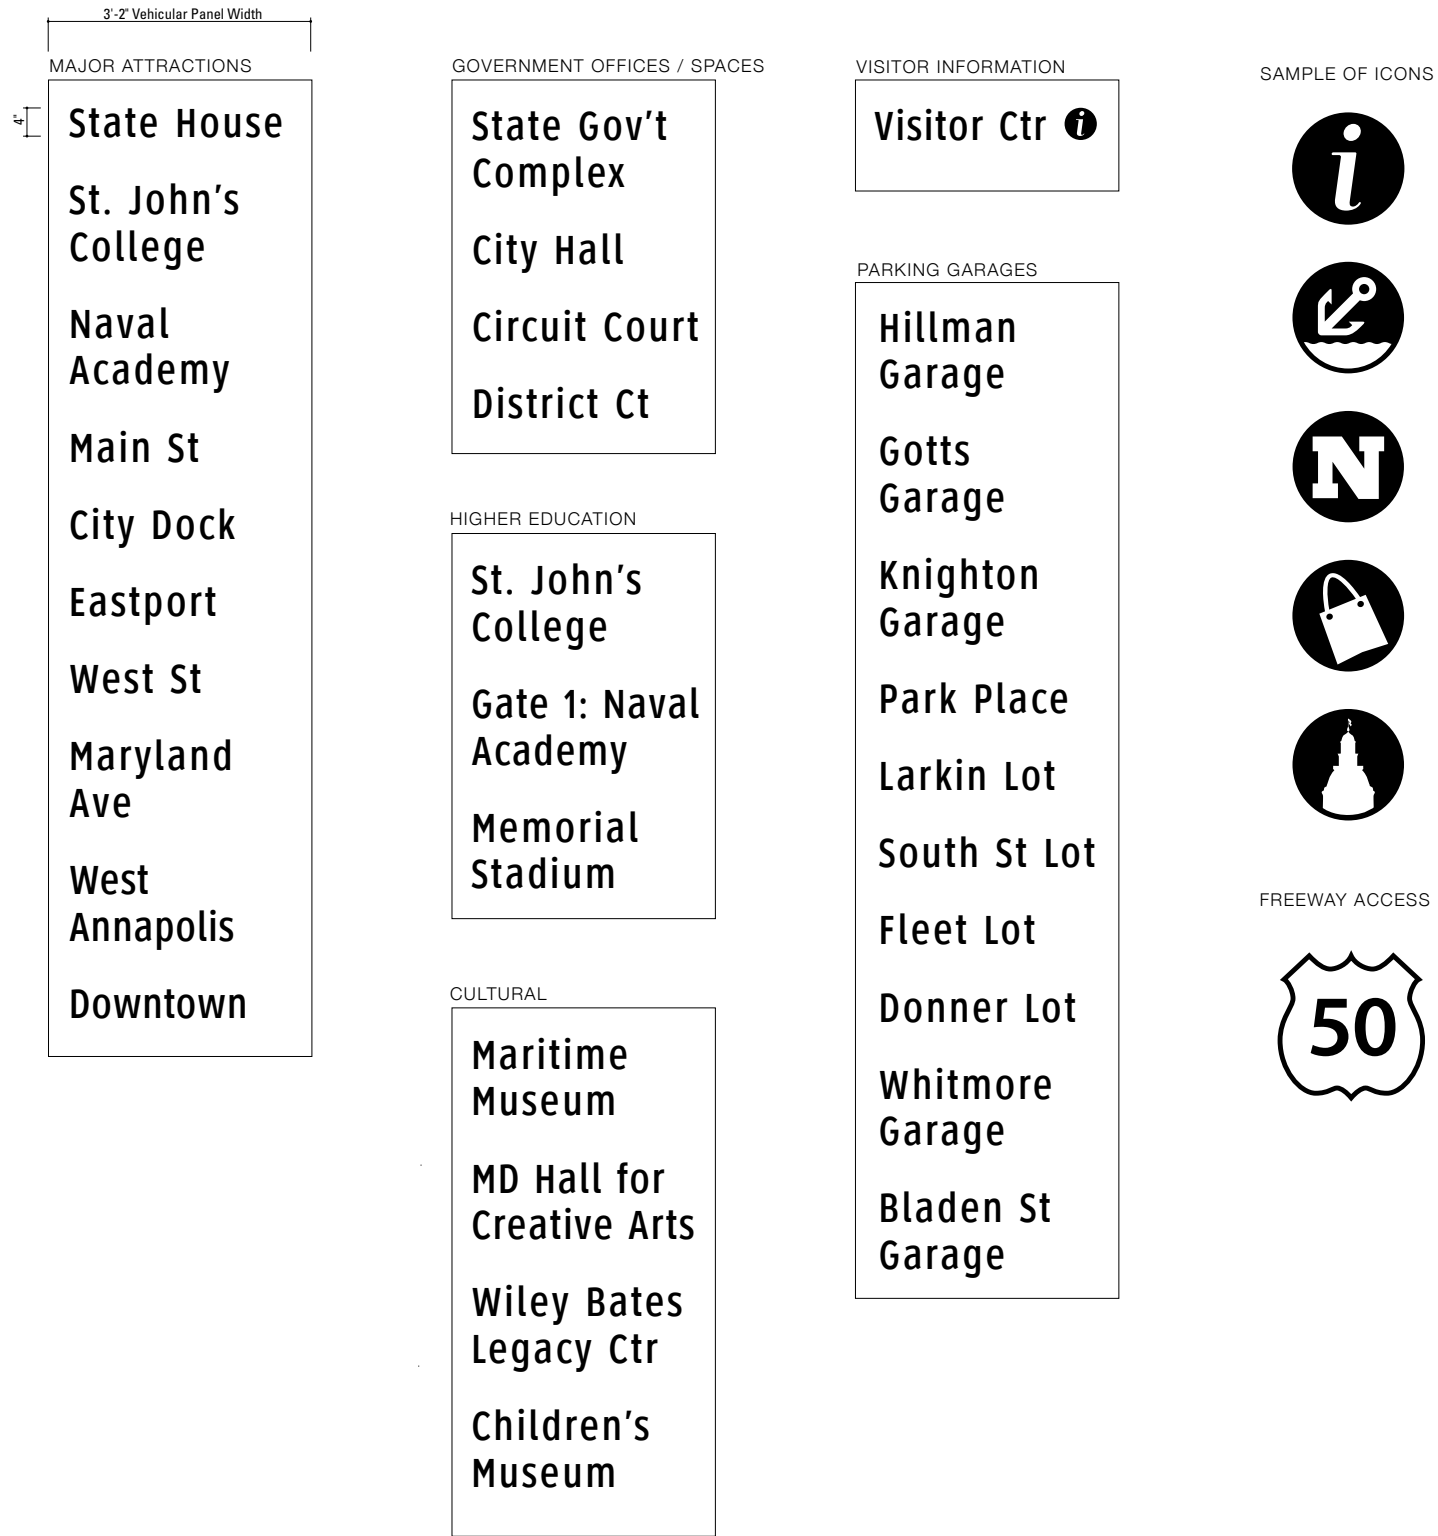 3'-2" Vehicular Panel Width
MAJOR ATTRACTIONS
4"
State House
St. John's
College
Naval
Academy
Main St
City Dock
Eastport
West St
Maryland
Ave
West
Annapolis
Downtown
GOVERNMENT OFFICES / SPACES
State Gov't
Complex
City Hall
Circuit Court
District Ct
HIGHER EDUCATION
St. John's
College
Gate 1: Naval
Academy
Memorial
Stadium
CULTURAL
Maritime
Museum
MD Hall for
Creative Arts
Wiley Bates
Legacy Ctr
Children's
Museum
VISITOR INFORMATION
Visitor Ctr i
PARKING GARAGES
Hillman
Garage
Gotts
Garage
Knighton
Garage
Park Place
Larkin Lot
South St Lot
Fleet Lot
Donner Lot
Whitmore
Garage
Bladen St
Garage
SAMPLE OF ICONS
i
N
FREEWAY ACCESS
50